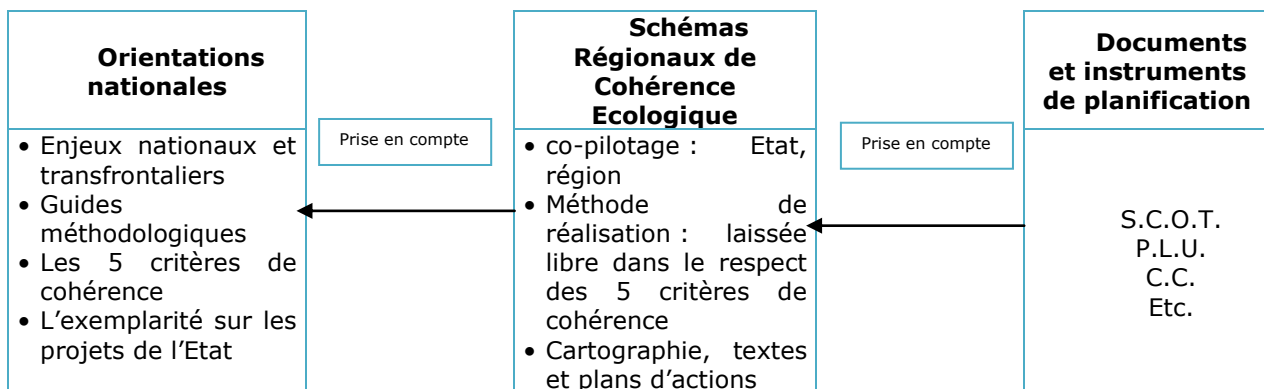 Orientations
nationales
• Enjeux nationaux et
transfrontaliers
• Guides
méthodologiques
• Les 5 critères de
cohérence
• L'exemplarité sur les
projets de l'Etat
Prise en compte
Schémas
Régionaux de
Cohérence
Ecologique
• co-pilotage : Etat,
région
• Méthode de
réalisation : laissée
libre dans le respect
des 5 critères de
cohérence
• Cartographie, textes
et plans d'actions
Prise en compte
Documents
et instruments
de planification
S.C.O.T.
P.L.U.
C.C.
Etc.